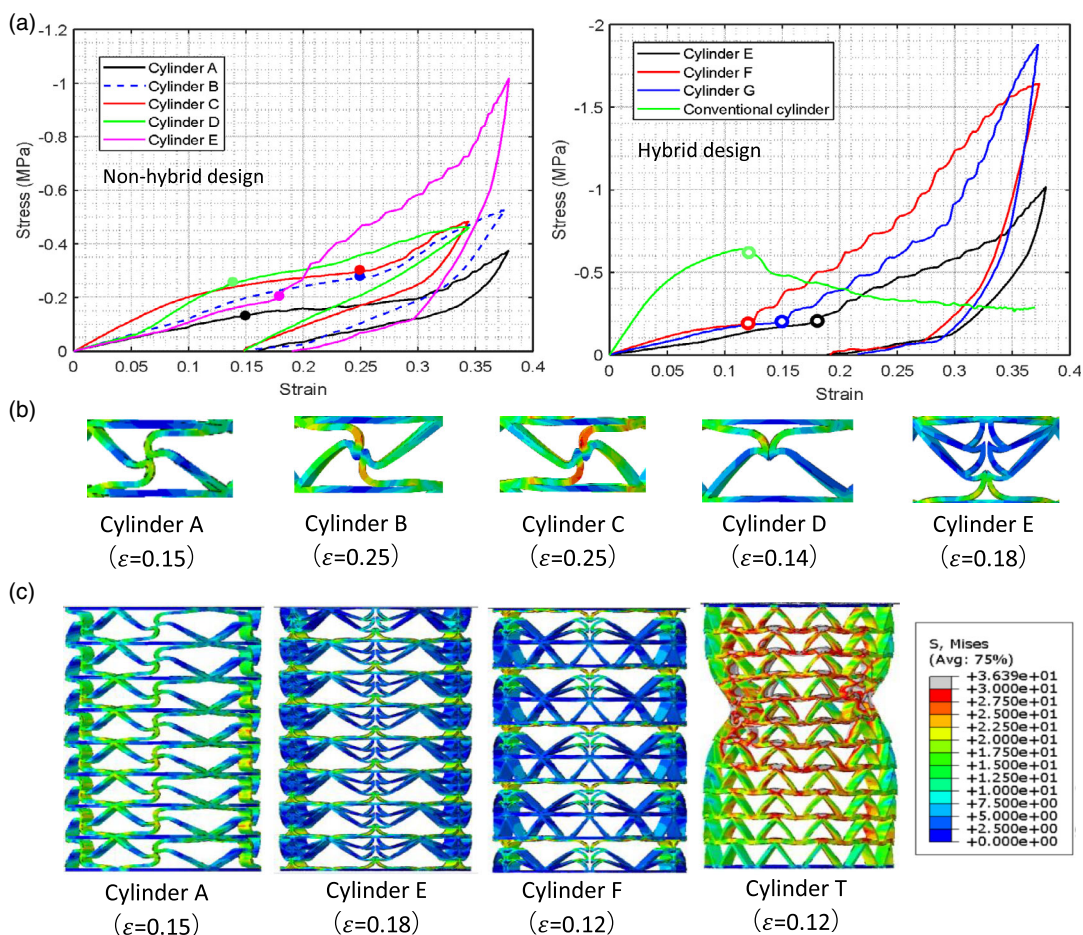 (a)
-1.2
-1
-0.8
-0.6
-0.4
-0.2
0
Stress (MPa)
Cylinder A
Cylinder B
Cylinder C
Cylinder D
Cylinder E
Non-hybrid design
0 0.05 0.1 0.15 0.2 0.25 0.3 0.35 0.4
Strain
-2
-1.5
-1
-0.5
0
Stress (MPa)
Cylinder E
Cylinder F
Cylinder G
Conventional cylinder
Hybrid design
0 0.05 0.1 0.15 0.2 0.25 0.3 0.35 0.4
Strain
(b)
Cylinder A
(ε=0.15)
Cylinder B
(ε=0.25)
Cylinder C
(ε=0.25)
Cylinder D
(ε=0.14)
Cylinder E
(ε=0.18)
(c)
Cylinder A
(ε=0.15)
Cylinder E
(ε=0.18)
Cylinder F
(ε=0.12)
Cylinder T
(ε=0.12)
S, Mises
(Avg: 75%)
+3.639e+01
+3.000e+01
+2.750e+01
+2.500e+01
+2.250e+01
+2.000e+01
+1.750e+01
+1.500e+01
+1.250e+01
+1.000e+01
+7.500e+00
+5.000e+00
+2.500e+00
+0.000e+00